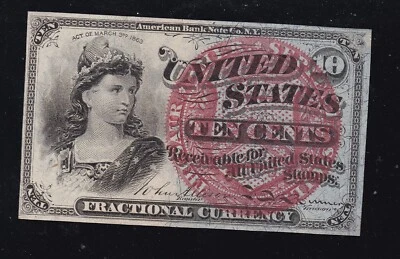 American Bank Note Co. N.Y.
TEN
ACT OF MARCH 3RD 1863
10
UNITED
STATES
TEN CENTS
Receivable for
All United States
Stamps.
FRACTIONAL CURRENCY